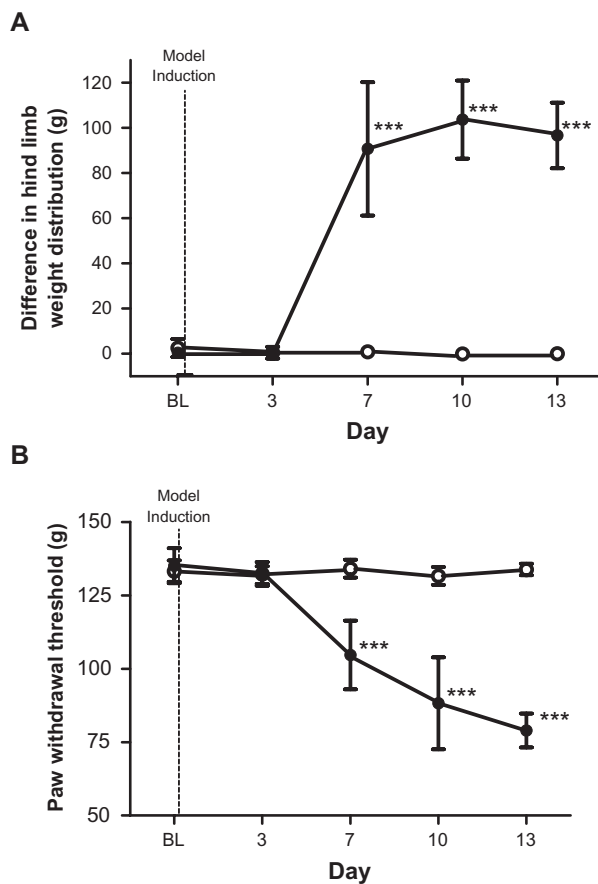 A
Model
Induction
Difference in hind limb
weight distribution (g)
120
100
80
60
40
20
0
***
***
***
BL
3
7
10
13
Day
B
Model
Induction
Paw withdrawal threshold (g)
150
125
100
75
50
***
***
***
BL
3
7
10
13
Day